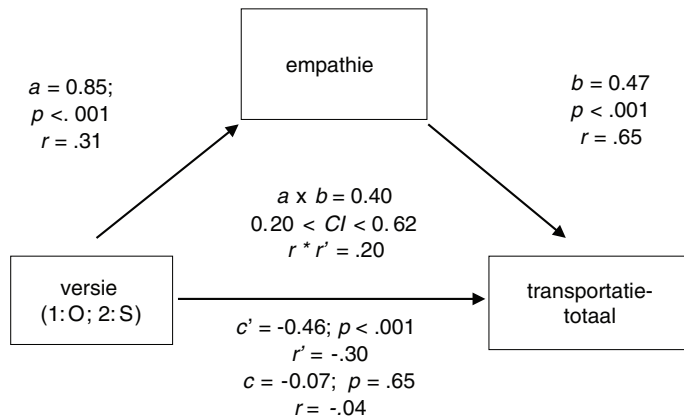 empathie
a = 0.85;
p <. 001
r = .31
b = 0.47
p < .001
r = .65
a x b = 0.40
0.20 < CI < 0. 62
r * r’ = .20
versie
(1: O; 2: S)
transportatie-
totaal
c’ = -0.46; p < .001
r’ = -.30
c = -0.07; p = .65
r = -.04